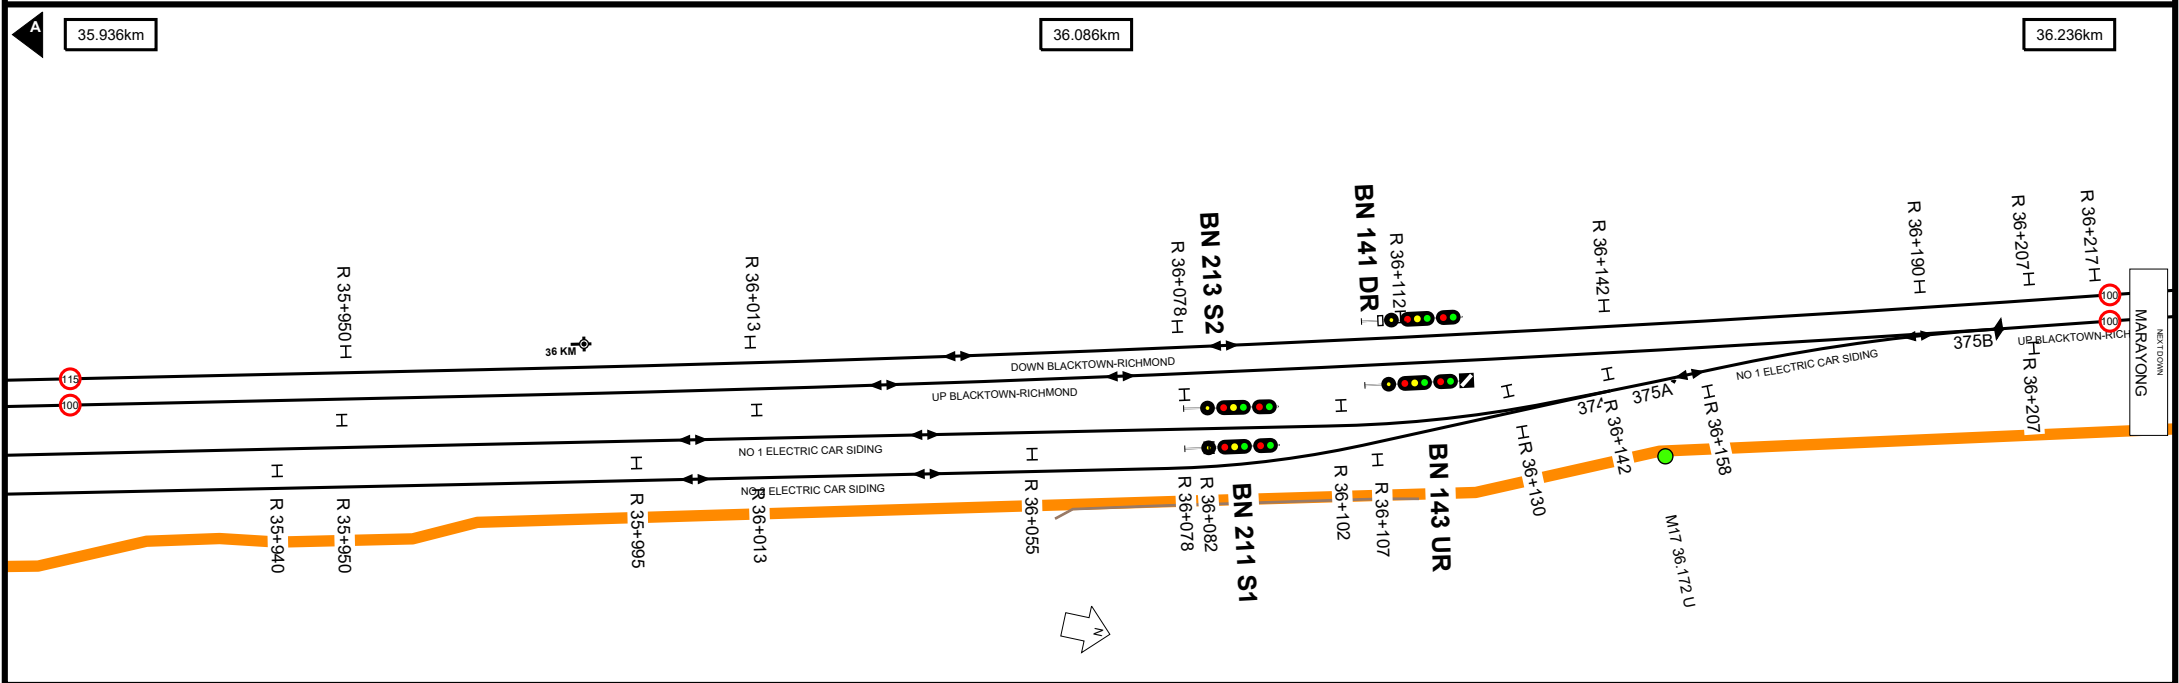 A
35.936km
36.086km
36.236km
R 35+950
R 36+013
R 36+078
BN 213 S2
BN 141 DR
R 36+112
R 36+142
R 36+190
R 36+207
R 36+217
36 KM
115
100
100
100
DOWN BLACKTOWN-RICHMOND
UP BLACKTOWN-RICHMOND
UP BLACKTOWN-RICH
MARAYONG
NEXTDOWN
375B
375A
NO 1 ELECTRIC CAR SIDING
NO 1 ELECTRIC CAR SIDING
ELECTRIC CAR SIDING
R 35+940
R 35+950
R 35+995
R 36+013
R 36+055
R 36+078
R 36+082
BN 211 S1
R 36+102
R 36+107
BN 143 UR
R 36+130
R 36+142
R 36+158
R 36+207
M17 36.172 U
N